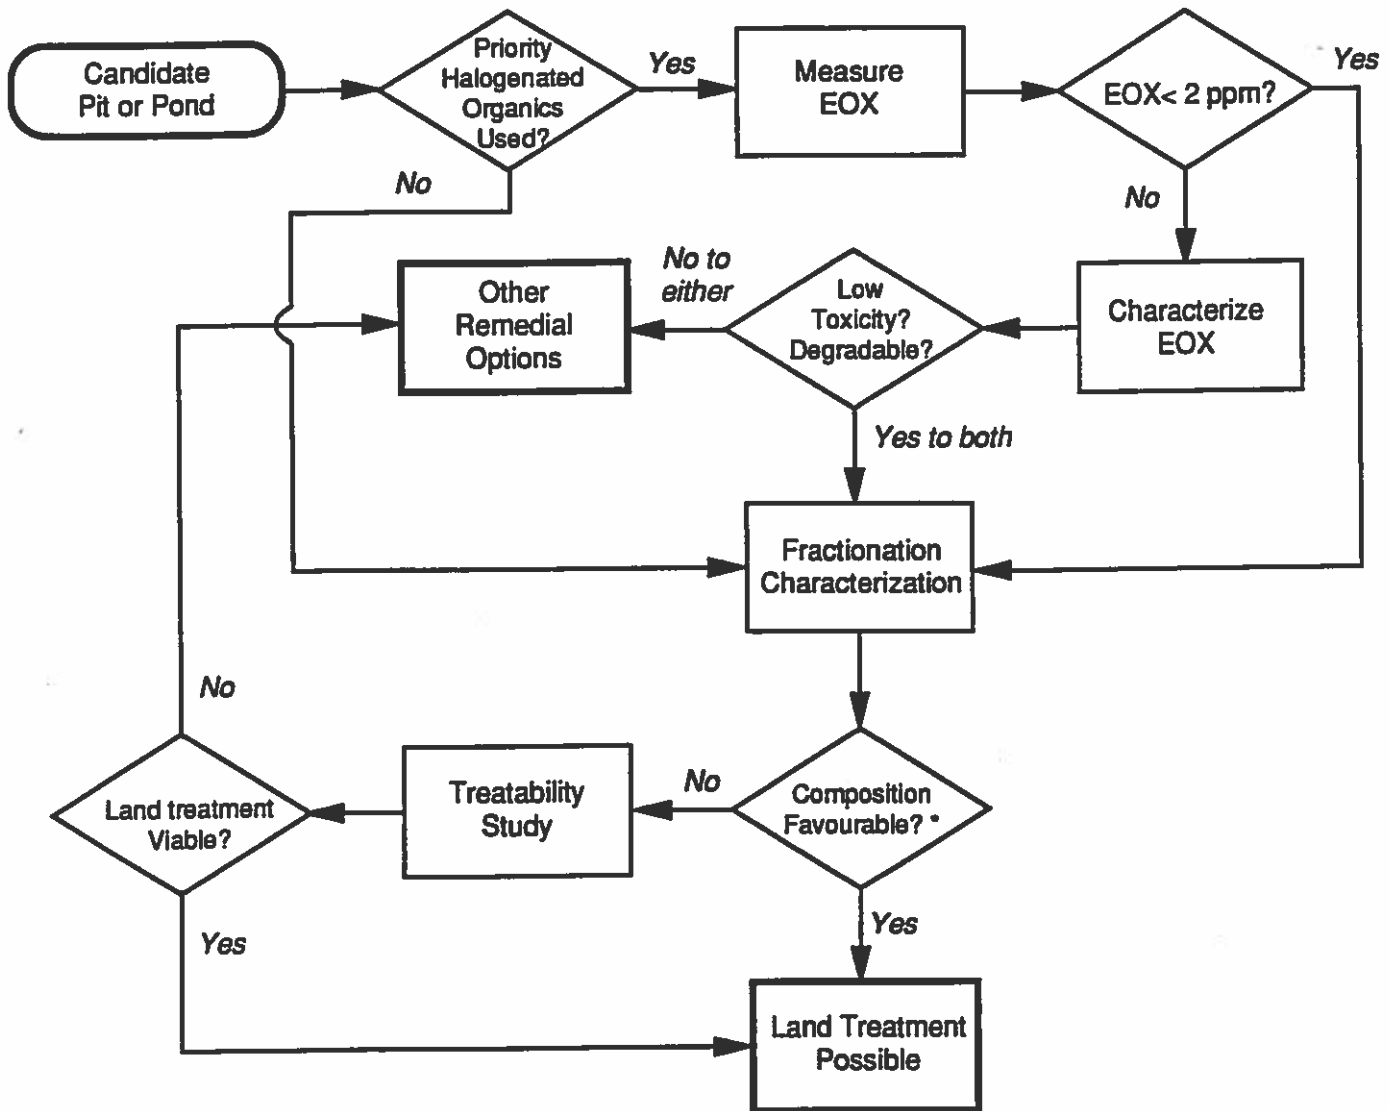 Candidate
Pit or Pond
Priority
Halogenated
Organics
Used?
Yes
Measure
EOX
EOX< 2 ppm?
Yes
No
No
Other
Remedial
Options
No to
either
Low
Toxicity?
Degradable?
Characterize
EOX
Yes to both
Fractionation
Characterization
No
Land treatment
Viable?
Treatability
Study
No
Composition
Favourable? *
Yes
Yes
Land Treatment
Possible